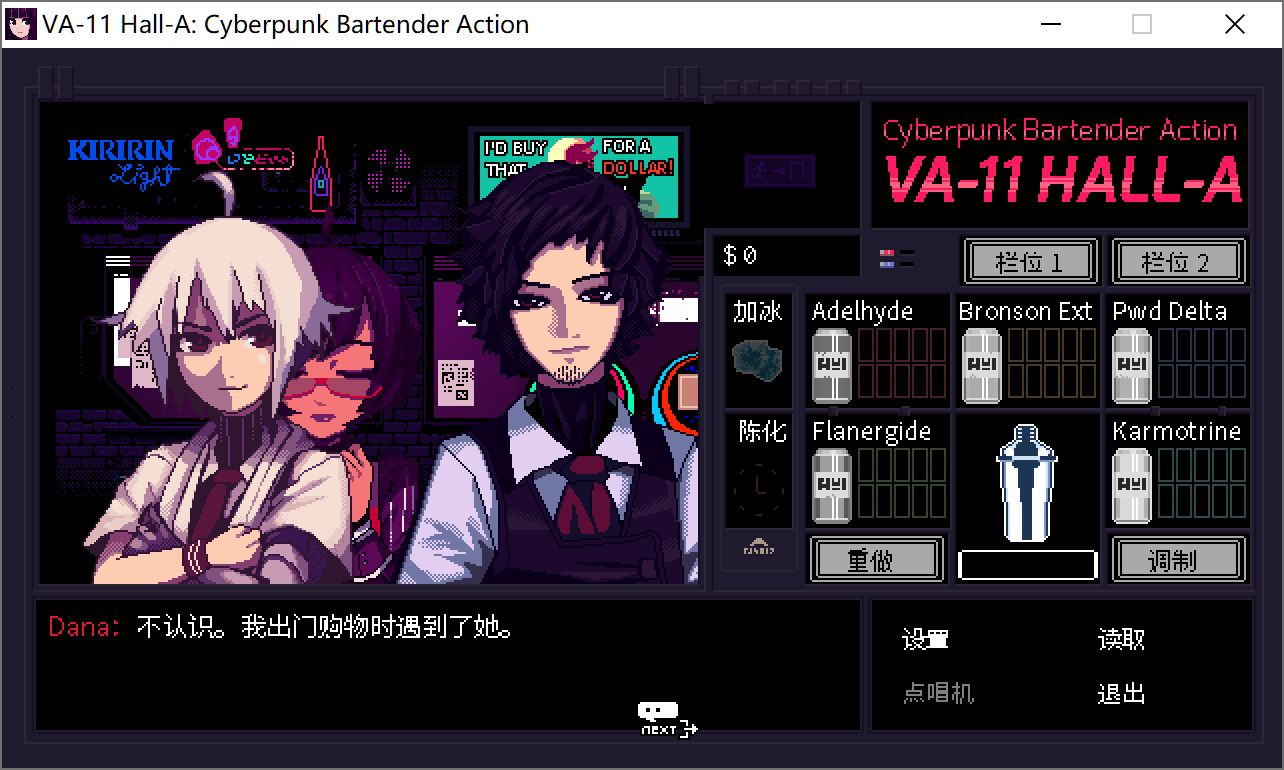 VA-11 Hall-A: Cyberpunk Bartender Action
KIRIRIN
Light
I'D BUY
THAT
FOR A
DOLLAR!
Cyberpunk Bartender Action
VA-11 HALL-A
$ 0
栏位 1
栏位 2
加冰
Adelhyde
Bronson Ext
Pwd Delta
陈化
Flanergide
Karmotrine
重做
调制
Dana: 不认识。我出门购物时遇到了她。
NEXT
设置
读取
点唱机
退出